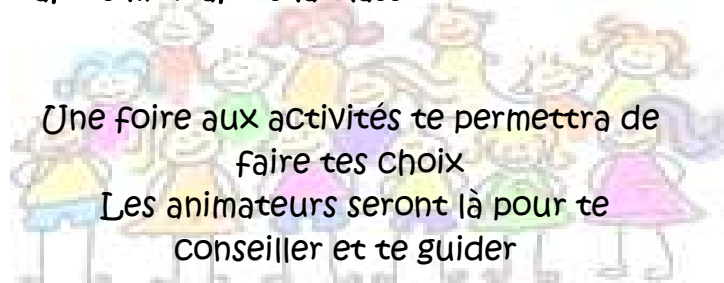 Une foire aux activités te permettra de
faire tes choix
Les animateurs seront là pour te
conseiller et te guider